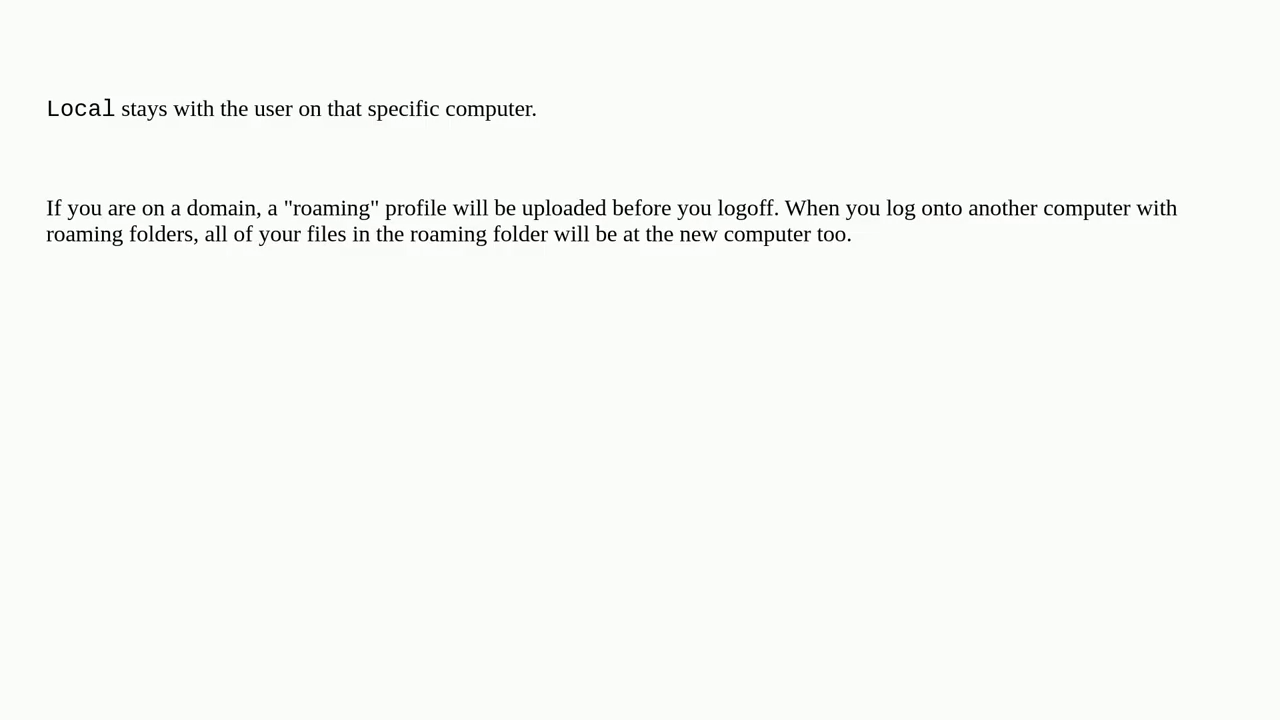 Local stays with the user on that specific computer.
If you are on a domain, a "roaming" profile will be uploaded before you logoff. When you log onto another computer with
roaming folders, all of your files in the roaming folder will be at the new computer too.